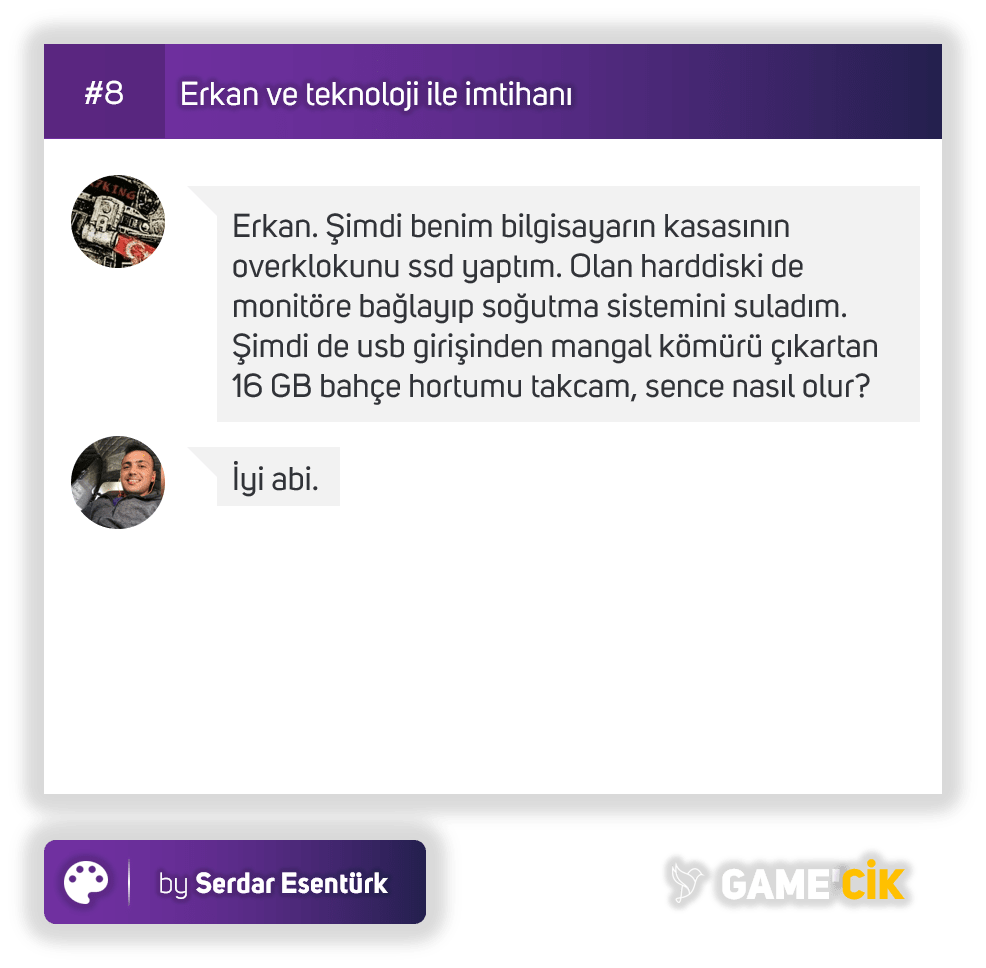 #8
Erkan ve teknoloji ile imtihanı
Erkan. Şimdi benim bilgisayarın kasasının
overklokunu ssd yaptım. Olan harddiski de
monitöre bağlayıp soğutma sistemini suladım.
Şimdi de usb girişinden mangal kömürü çıkartan
16 GB bahçe hortumu takcam, sence nasıl olur?
İyi abi.
by Serdar Esentürk
GAME'CİK